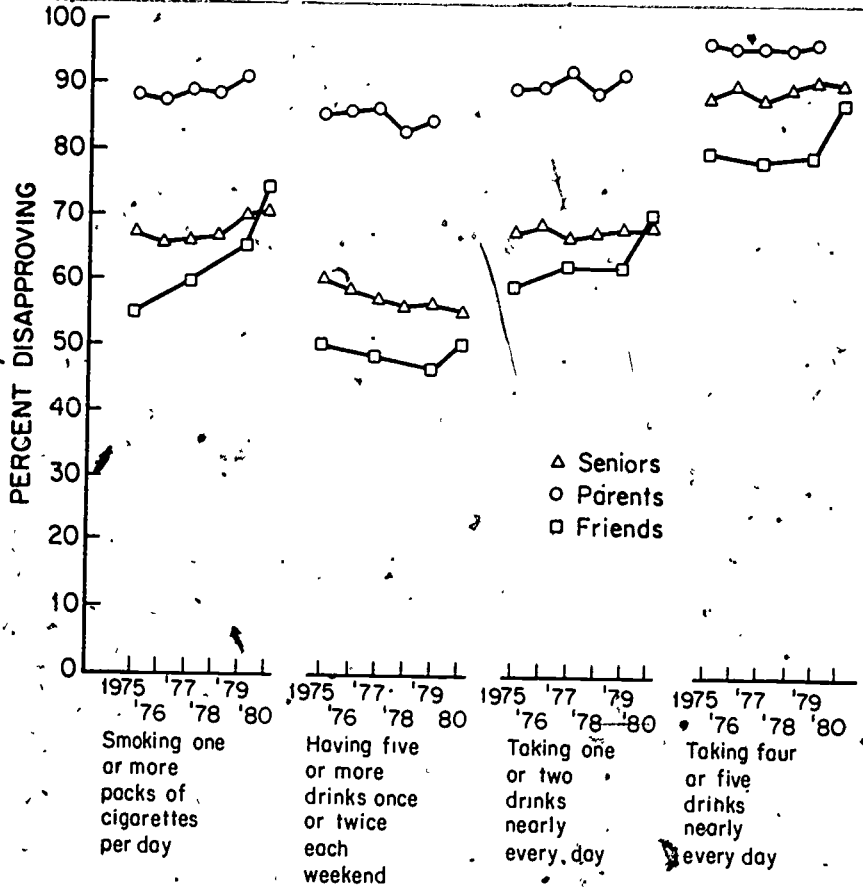 100
90
80
70
60
50
40
30
20
10
0
PERCENT DISAPPROVING
△ Seniors
○ Parents
□ Friends
1975 '77 '79
'76 '78 '80
Smoking one
or more
packs of
cigarettes
per day
1975 '77 '79
'76 '78 80
Having five
or more
drinks once
or twice
each
weekend
1975 '77 '79
'76 '78 '80
Taking one
or two
drinks
nearly
every day
1975 '77 '79
'76 '78 '80
Taking four
or five
drinks
nearly
every day